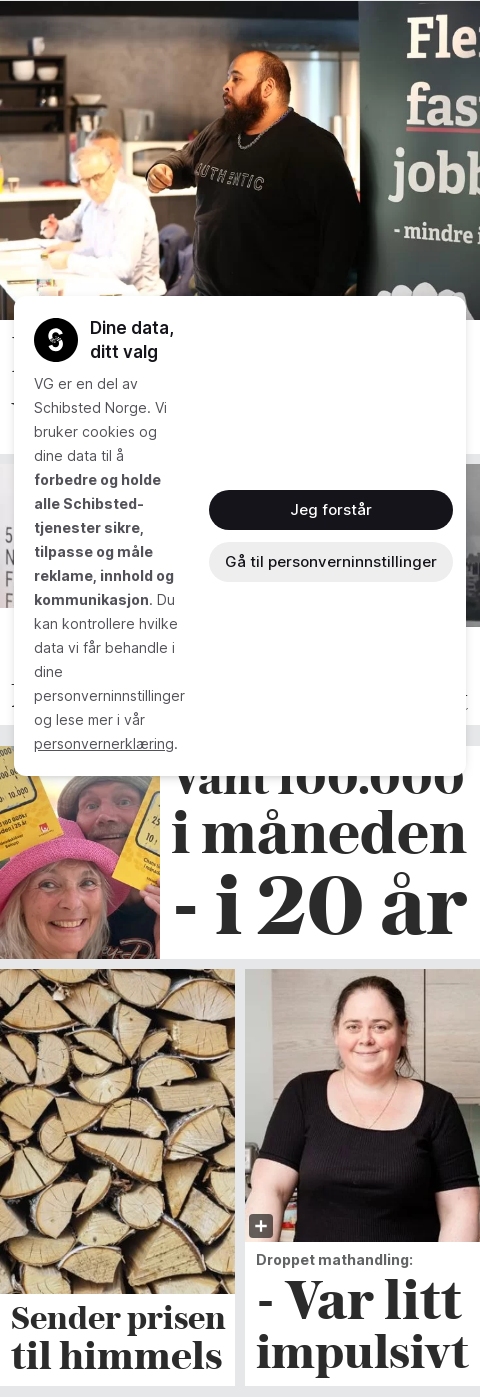 Fle
fas
jobb
- mindre i
AUTHENTIC
Dine data,
ditt valg
VG er en del av
Schibsted Norge. Vi
bruker cookies og
dine data til å
forbedre og holde
alle Schibsted-
tjenester sikre,
tilpasse og måle
reklame, innhold og
kommunikasjon. Du
kan kontrollere hvilke
data vi får behandle i
dine
personverninnstillinger
og lese mer i vår
personvernerklæring.
Jeg forstår
Gå til personverninnstillinger
5
N
F
F
Vant 100.000
i måneden
- i 20 år
Sender prisen
til himmels
Droppet mathandling:
- Var litt
impulsivt